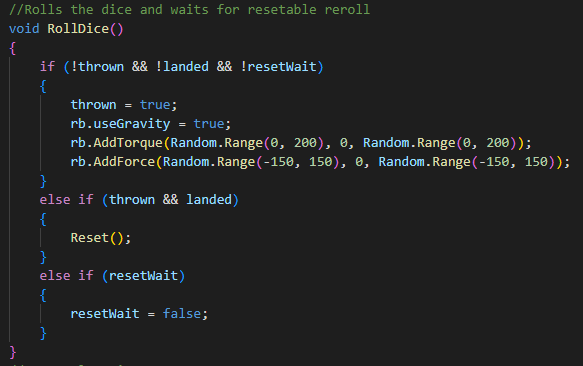 //Rolls the dice and waits for resetable reroll
void RollDice()
{
if (!thrown && !landed && !resetWait)
{
thrown = true;
rb.useGravity = true;
rb.AddTorque(Random.Range(0, 200), 0, Random.Range(0, 200));
rb.AddForce(Random.Range(-150, 150), 0, Random.Range(-150, 150));
}
else if (thrown && landed)
{
Reset();
}
else if (resetWait)
{
resetWait = false;
}
}